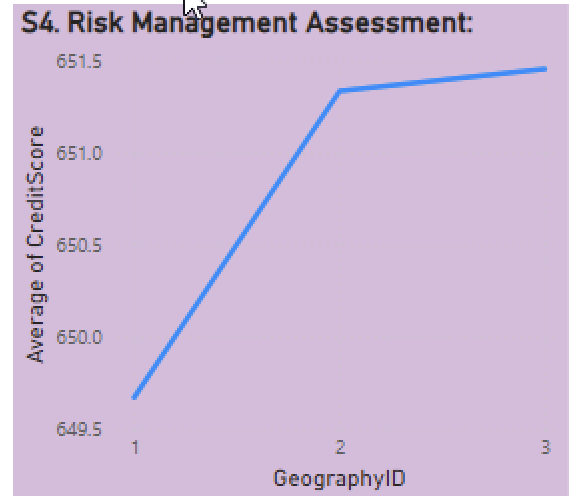 S4. Risk Management Assessment:
651.5
651.0
650.5
650.0
649.5
Average of CreditScore
1 2 3
GeographyID